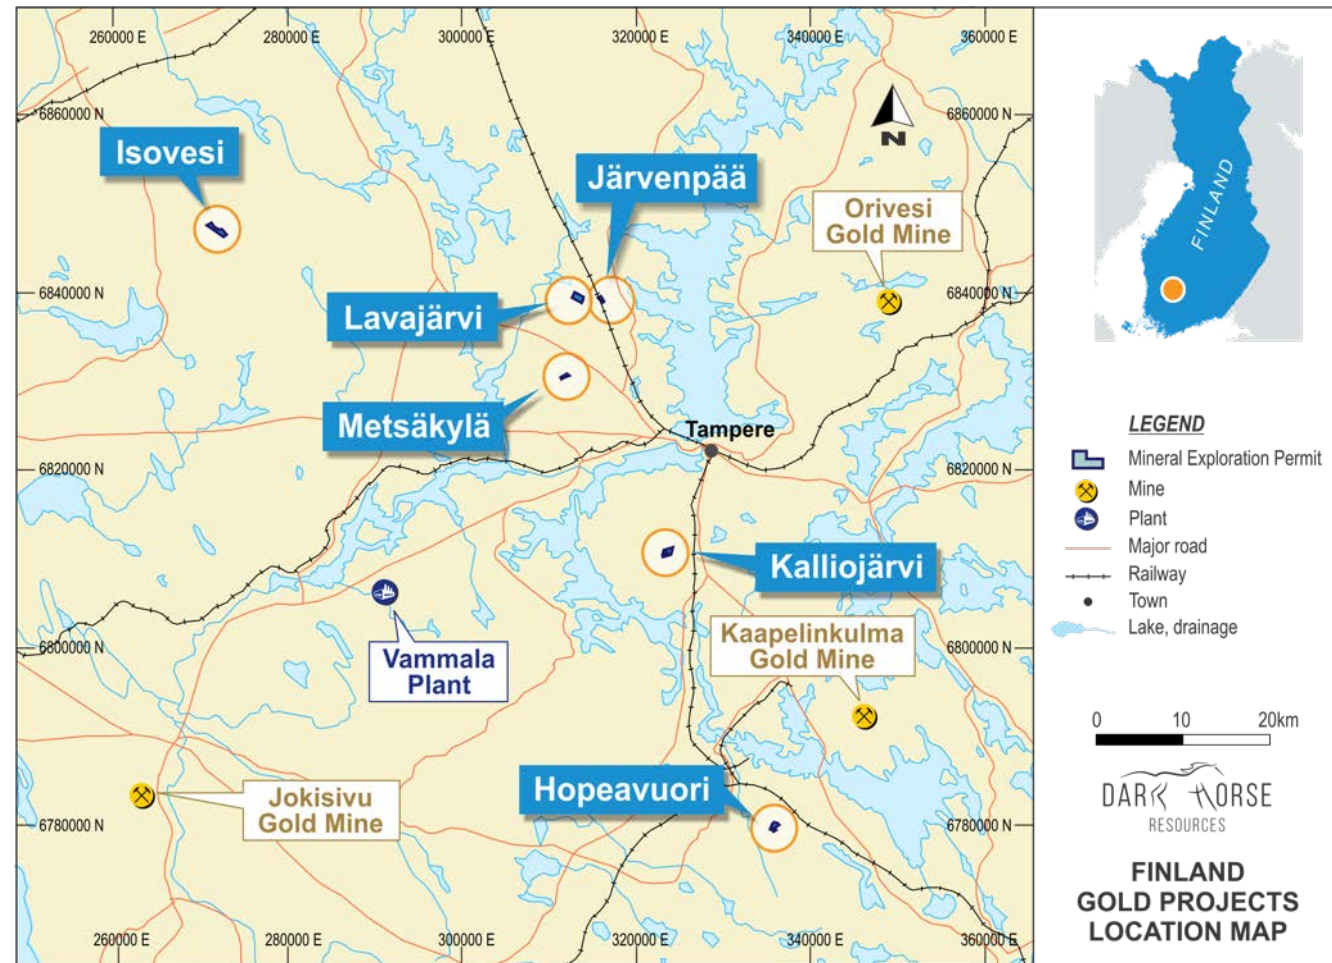 260000 E
280000 E
300000 E
320000 E
340000 E
360000 E
6860000 N
6860000 N
N
Isovesi
Järvenpää
Orivesi
Gold Mine
6840000 N
6840000 N
Lavajärvi
Metsäkylä
Tampere
6820000 N
6820000 N
Kalliojärvi
Kaapelinkulma
Gold Mine
6800000 N
6800000 N
Vammala
Plant
Hopeavuori
Jokisivu
Gold Mine
6780000 N
6780000 N
260000 E
280000 E
300000 E
320000 E
340000 E
360000 E
FINLAND
LEGEND
Mineral Exploration Permit
Mine
Plant
Major road
Railway
Town
Lake, drainage
0 10 20km
DARK HORSE
RESOURCES
FINLAND
GOLD PROJECTS
LOCATION MAP